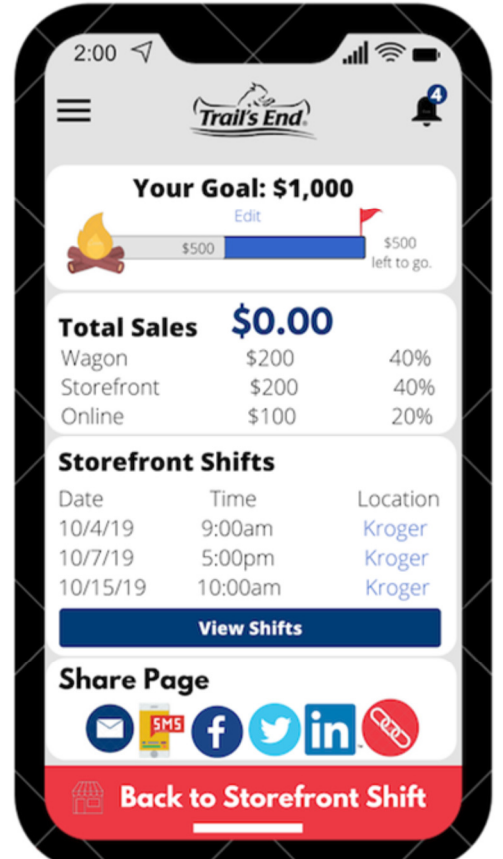 2:00
4
Trail's End
Your Goal: $1,000
Edit
$500
$500
left to go.
Total Sales $0.00
Wagon $200 40%
Storefront $200 40%
Online $100 20%
Storefront Shifts
Date Time Location
10/4/19 9:00am Kroger
10/7/19 5:00pm Kroger
10/15/19 10:00am Kroger
View Shifts
Share Page
SMS
f
in
Back to Storefront Shift